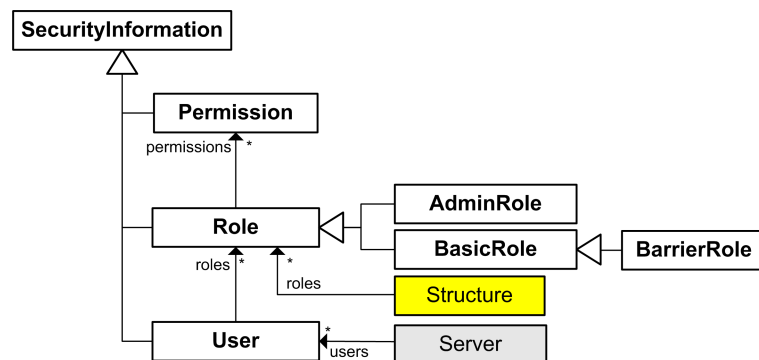 SecurityInformation
Permission
permissions *
Role
AdminRole
BasicRole
BarrierRole
roles *
*
roles
Structure
User
*
users
Server